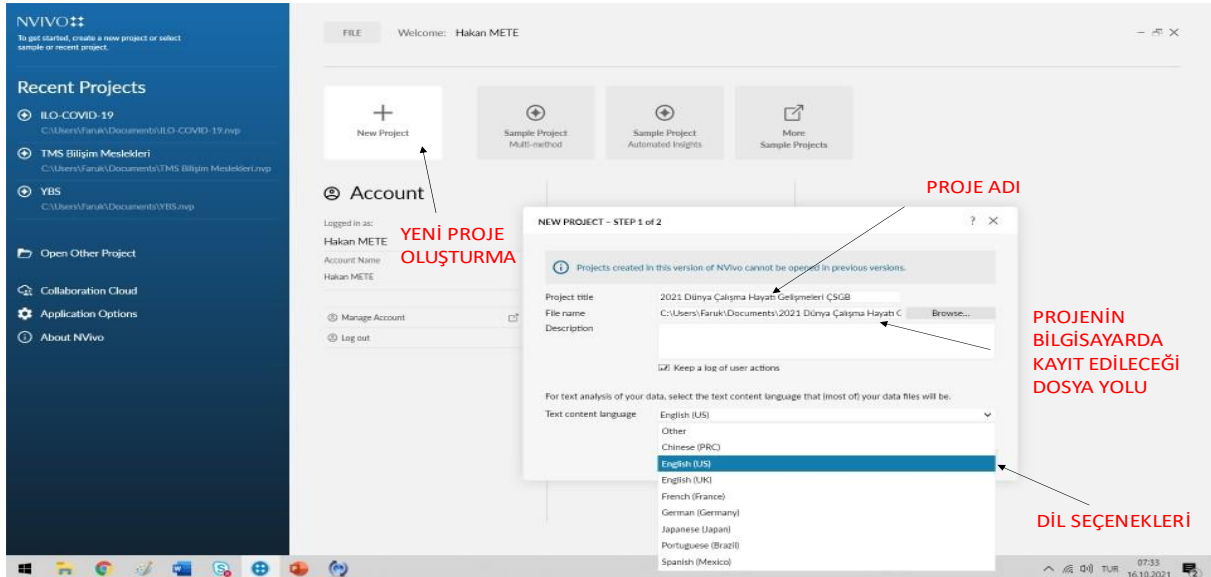 NVIVO
To get started, create a new project or select
sample or recent project.
Recent Projects
ILO-COVID-19
C:\Users\Faruk\Documents\ILO-COVID-19.nvp
TMS Bilişim Meslekleri
C:\Users\Faruk\Documents\TMS Bilişim Meslekleri.nvp
YBS
C:\Users\Faruk\Documents\YBS.nvp
Open Other Project
Collaboration Cloud
Application Options
About NVivo
FILE
Welcome: Hakan METE
New Project
Sample Project
Multi-method
Sample Project
Automated Insights
More
Sample Projects
Account
Logged in as:
Hakan METE
Account Name
Hakan METE
Manage Account
Log out
YENİ PROJE
OLUŞTURMA
PROJE ADI
NEW PROJECT – STEP 1 of 2
?
Projects created in this version of NVivo cannot be opened in previous versions.
Project title
2021 Dünya Çalışma Hayatı Gelişmeleri ÇSGB
File name
C:\Users\Faruk\Documents\2021 Dünya Çalışma Hayatı G
Browse...
Description
Keep a log of user actions
For text analysis of your data, select the text content language that (most of) your data files will be.
Text content language
English (US)
Other
Chinese (PRC)
English (US)
English (UK)
French (France)
German (Germany)
Japanese (Japan)
Portuguese (Brazil)
Spanish (Mexico)
PROJENİN
BİLGİSAYARDA
KAYIT EDİLECEĞİ
DOSYA YOLU
DİL SEÇENEKLERİ
TUR
07:33
16.10.2021